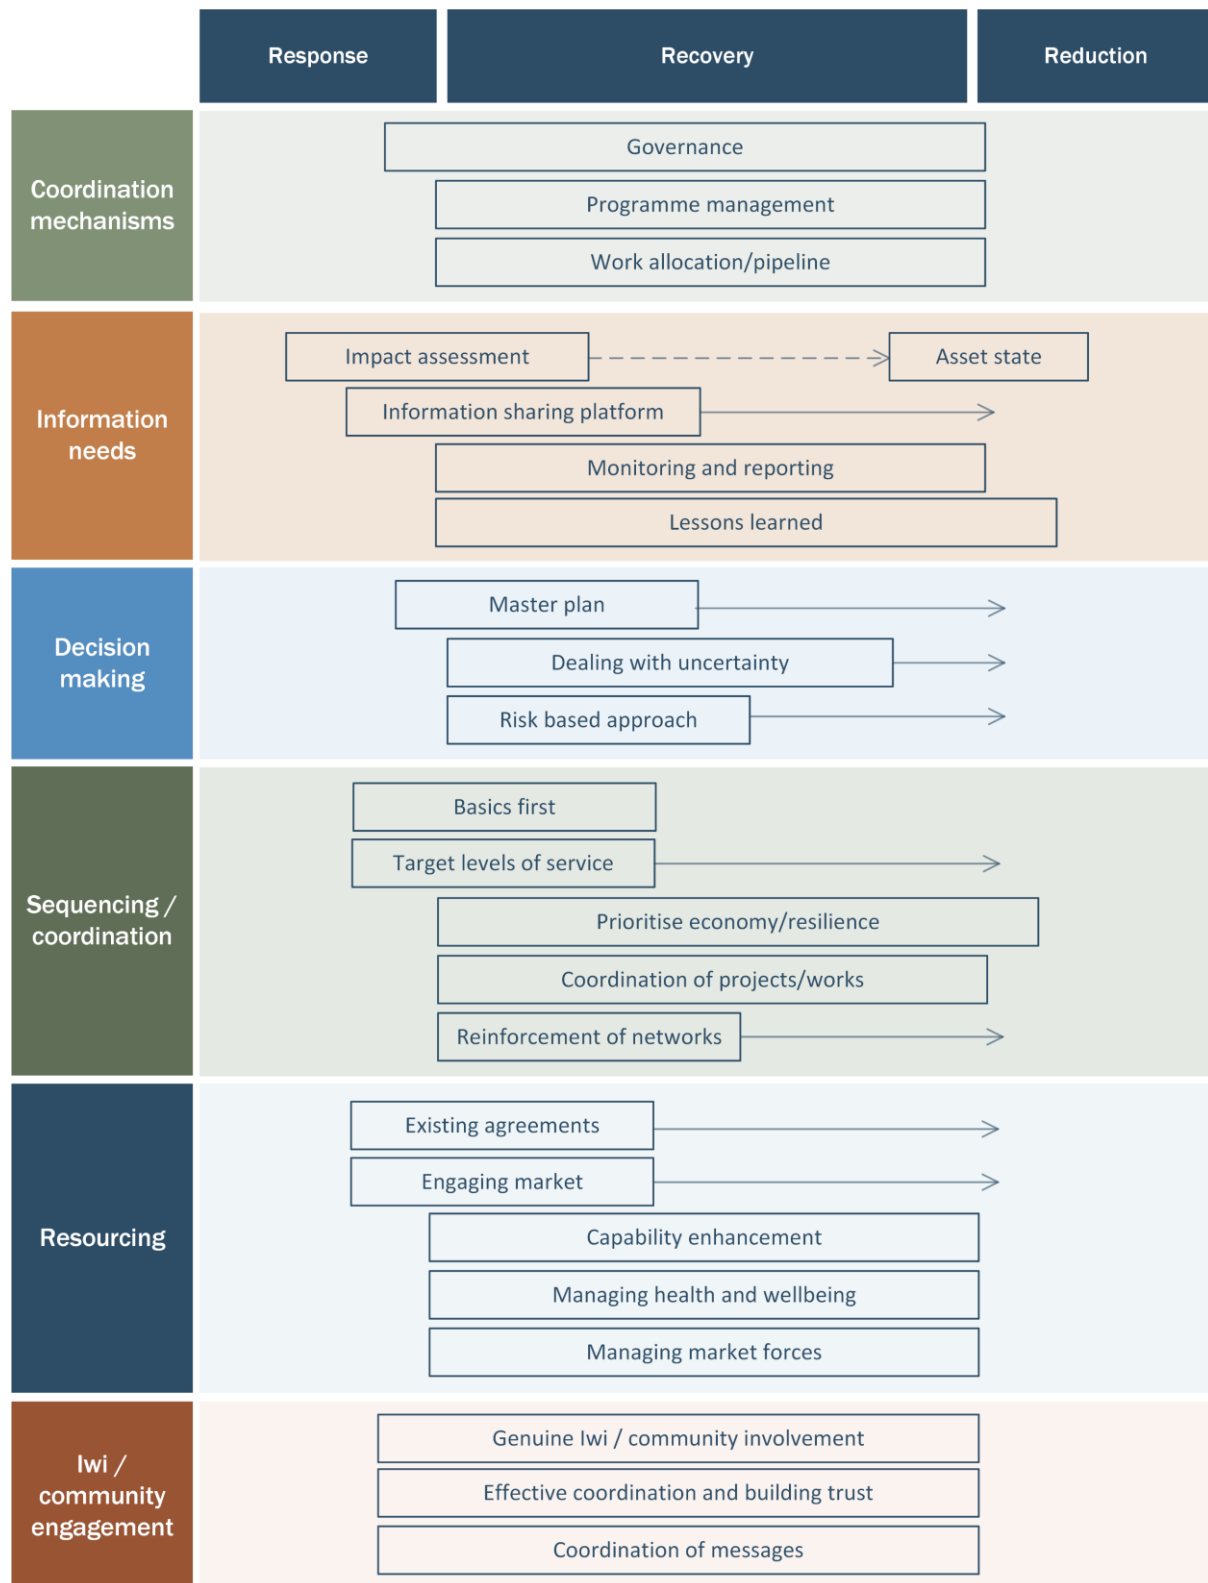 Response
Recovery
Reduction
Coordination
mechanisms
Governance
Programme management
Work allocation/pipeline
Information
needs
Impact assessment
Asset state
Information sharing platform
Monitoring and reporting
Lessons learned
Decision
making
Master plan
Dealing with uncertainty
Risk based approach
Sequencing /
coordination
Basics first
Target levels of service
Prioritise economy/resilience
Coordination of projects/works
Reinforcement of networks
Resourcing
Existing agreements
Engaging market
Capability enhancement
Managing health and wellbeing
Managing market forces
Iwi /
community
engagement
Genuine Iwi / community involvement
Effective coordination and building trust
Coordination of messages